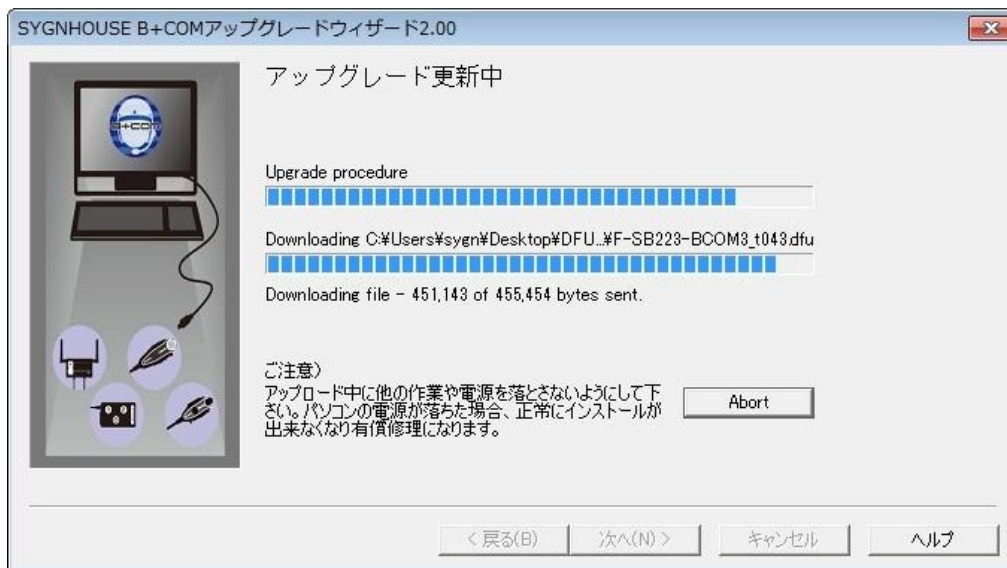 SYGNHOUSE B+COMアップグレードウィザード2.00
アップグレード更新中
B+COM
Upgrade procedure
Downloading C:¥Users¥sygn¥Desktop¥DFU...¥F-SB223-BCOM3_t043.dfu
Downloading file - 451,143 of 455,454 bytes sent.
ご注意）
アップロード中に他の作業や電源を落とさないようにして下
さい。パソコンの電源が落ちた場合、正常にインストールが
出来なくなり有償修理になります。
Abort
< 戻る(B)
次へ(N) >
キャンセル
ヘルプ